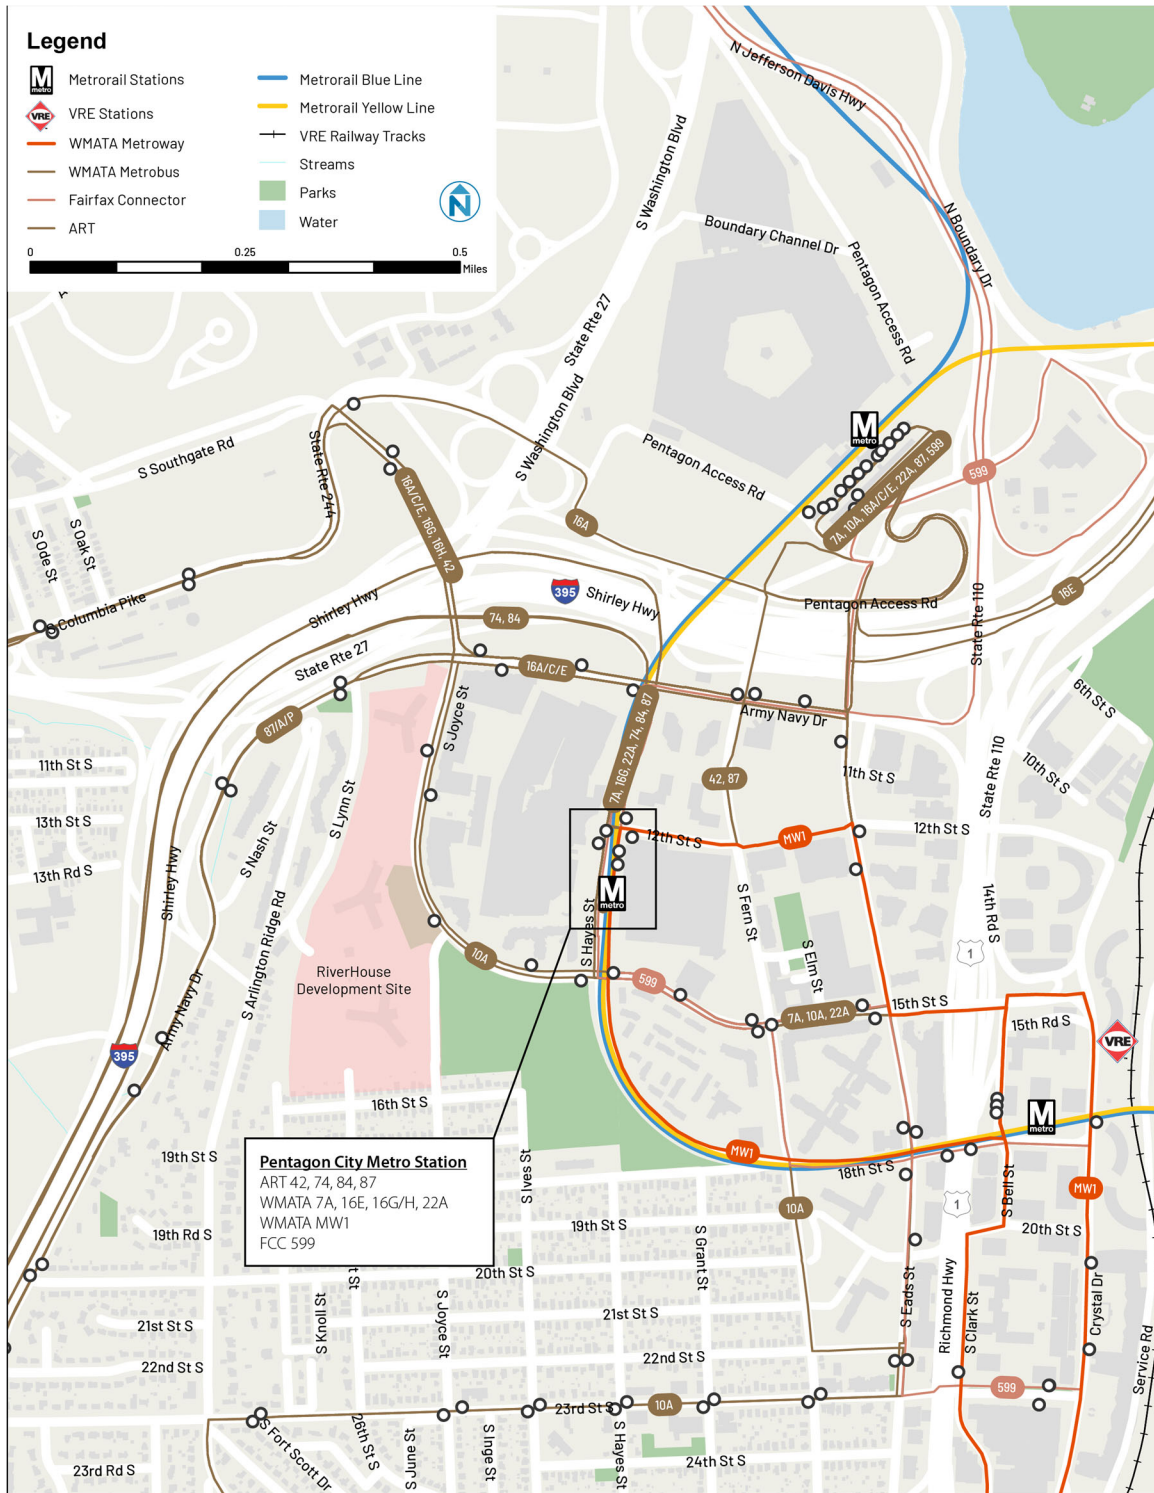 Legend
M
metro
Metrorail Stations
VRE
VRE Stations
WMATA Metroway
WMATA Metrobus
Fairfax Connector
ART
Metrorail Blue Line
Metrorail Yellow Line
VRE Railway Tracks
Streams
Parks
Water
N
0
0.25
0.5
Miles
N Jefferson Davis Hwy
S Washington Blvd
Boundary Channel Dr
N Boundary Dr
Pentagon Access Rd
State Rte 27
S Washington Blvd
S Southgate Rd
State Rte 244
Pentagon Access Rd
M
metro
7A, 10A, 16A/C/E, 22A, 87, 599
599
16A/C/E, 16G, 16H, 42
16A
S Ode St
S Oak St
S Columbia Pike
Shirley Hwy
395
Shirley Hwy
Pentagon Access Rd
State Rte 110
16E
74, 84
State Rte 27
16A/C/E
87/A/P
S Joyce St
7A, 16G, 22A, 74, 84, 87
Army Navy Dr
6th St S
10th St S
State Rte 110
11th St S
42, 87
11th St S
13th St S
S Lynn St
S Nash St
12th St S
MW1
12th St S
13th Rd S
Shirley Hwy
S Arlington Ridge Rd
M
metro
S Hayes St
S Fern St
S Elm St
14th Rd S
1
10A
RiverHouse
Development Site
599
7A, 10A, 22A
15th St S
15th Rd S
VRE
Army Navy Dr
395
16th St S
M
metro
MW1
18th St S
Pentagon City Metro Station
ART 42, 74, 84, 87
WMATA 7A, 16E, 16G/H, 22A
WMATA MW1
FCC 599
19th St S
S Ives St
10A
S Bell St
MW1
1
19th Rd S
19th St S
20th St S
S Grant St
20th St S
t St
S Knoll St
S Joyce St
21st St S
21st St S
S Eads St
Richmond Hwy
S Clark St
Crystal Dr
Service Rd
22nd St S
22nd St S
599
10A
23rd St S
S Fort Scott Dr
26th St S
S June St
S Inge St
S Hayes St
23rd Rd S
24th St S